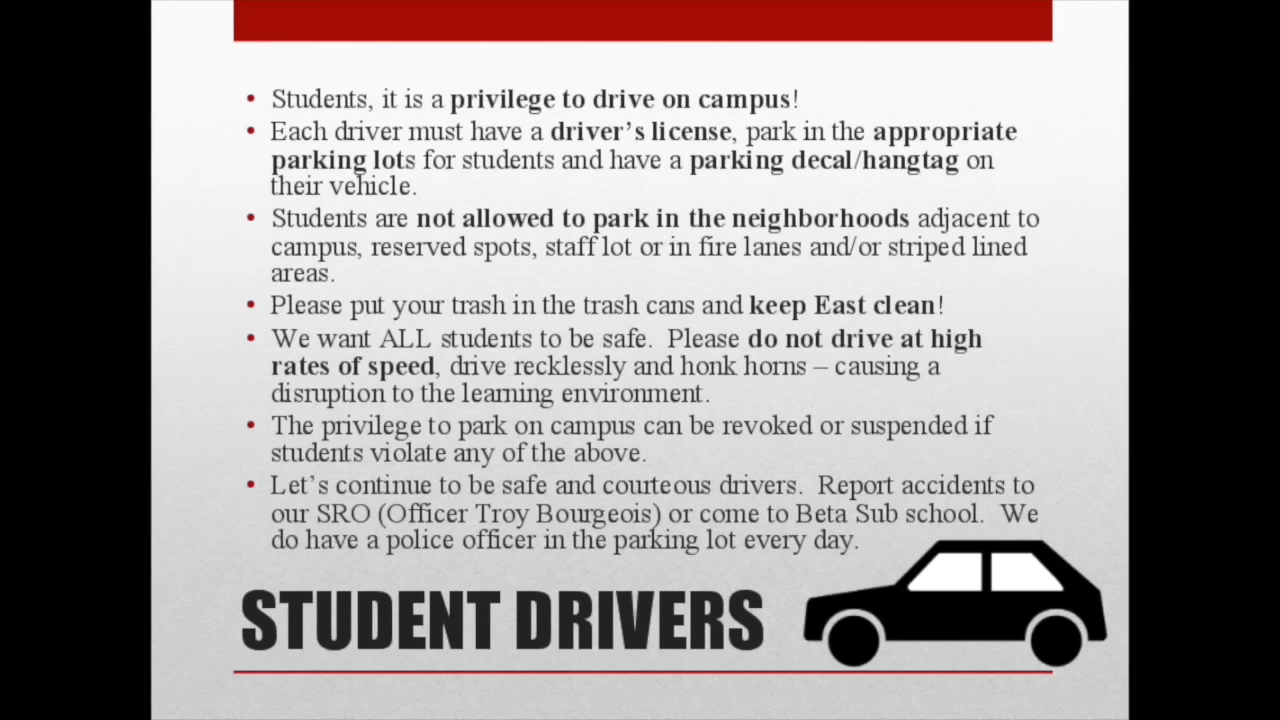 • Students, it is a privilege to drive on campus!
• Each driver must have a driver’s license, park in the appropriate
parking lots for students and have a parking decal/hangtag on
their vehicle.
• Students are not allowed to park in the neighborhoods adjacent to
campus, reserved spots, staff lot or in fire lanes and/or striped lined
areas.
• Please put your trash in the trash cans and keep East clean!
• We want ALL students to be safe.  Please do not drive at high
rates of speed, drive recklessly and honk horns – causing a
disruption to the learning environment.
• The privilege to park on campus can be revoked or suspended if
students violate any of the above.
• Let’s continue to be safe and courteous drivers.  Report accidents to
our SRO (Officer Troy Bourgeois) or come to Beta Sub school.  We
do have a police officer in the parking lot every day.
STUDENT DRIVERS